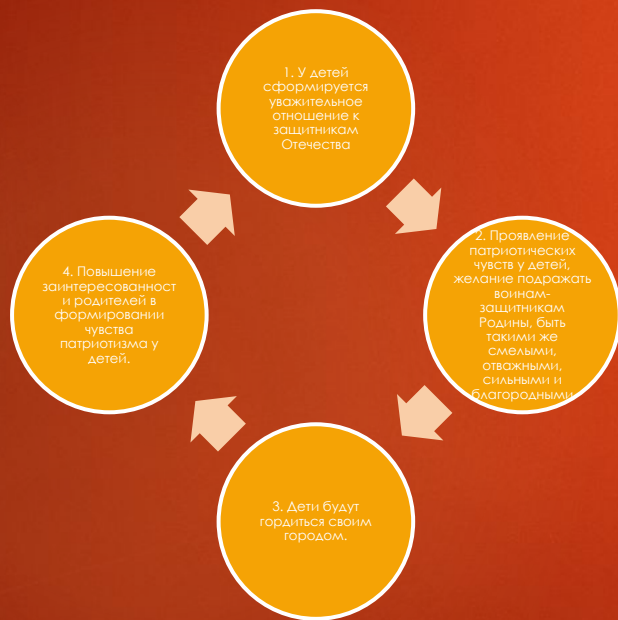 1. У детей
сформируется
уважительное
отношение к
защитникам
Отечества
2. Проявление
патриотических
чувств у детей,
желание подражать
воинам-
защитникам
Родины, быть
такими же
смелыми,
отважными,
сильными и
благородными
3. Дети будут
гордиться своим
городом.
4. Повышение
заинтересованност
и родителей в
формировании
чувства
патриотизма у
детей.